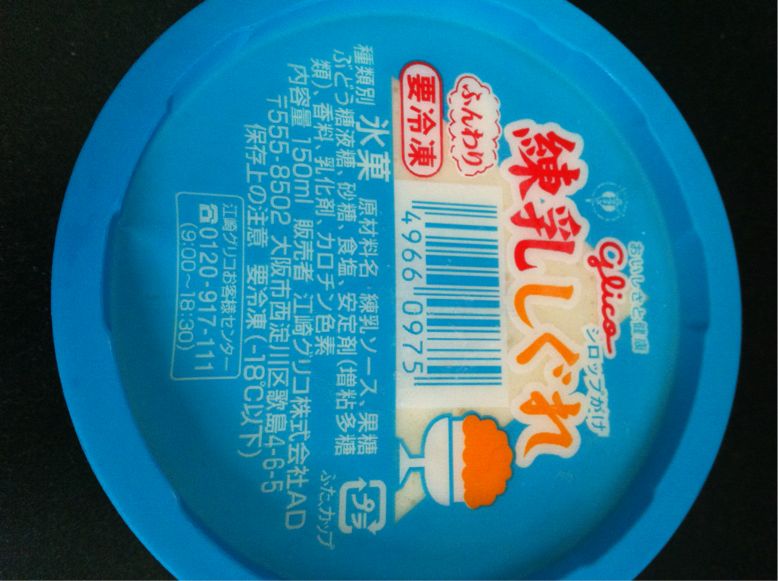 おいしさと健康
glico
シロップがけ
練乳しぐれ
ふんわり
要冷凍
4966 0975
種類別 氷菓 原材料名 練乳ソース、果糖
ぶどう糖液糖、砂糖、食塩、安定剤(増粘多糖
類)、香料、乳化剤、カロチン色素
内容量 150ml 販売者 江崎グリコ株式会社AD
〒555-8502 大阪市西淀川区歌島4-6-5
保存上の注意 要冷凍(-18℃以下)
江崎グリコお客様センター
☎0120-917-111
(9:00〜18:30)
プラ
ふた、カップ